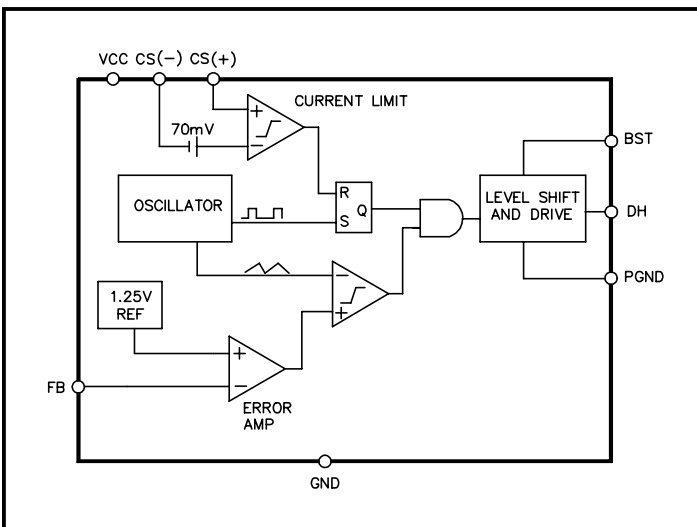 VCC CS(-) CS(+)
CURRENT LIMIT
70mV
+
-
BST
R
Q
S
OSCILLATOR
LEVEL SHIFT
AND DRIVE
DH
PGND
-
+
1.25V
REF
+
-
FB
ERROR
AMP
GND